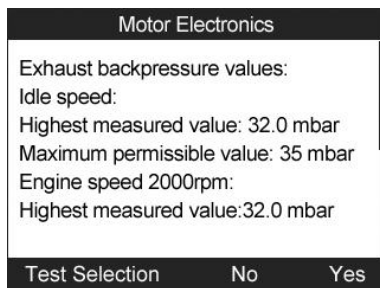 Motor Electronics
Exhaust backpressure values:
Idle speed:
Highest measured value: 32.0 mbar
Maximum permissible value: 35 mbar
Engine speed 2000rpm:
Highest measured value:32.0 mbar
Test Selection No Yes